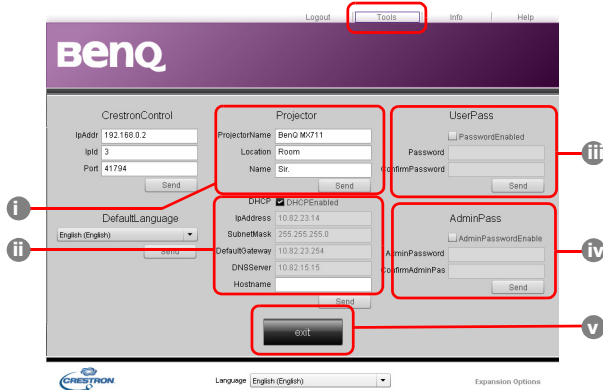 Logout Tools Info Help
BenQ
CrestronControl
IpAddr 192.168.0.2
IpId 3
Port 41794
Send
DefaultLanguage
English (English)
Send
Projector
ProjectorName BenQ MX711
Location Room
Name Sir.
Send
DHCP DHCPEnabled
IpAddress 10.82.23.14
SubnetMask 255.255.255.0
DefaultGateway 10.82.23.254
DNSServer 10.82.15.15
Hostname
Send
UserPass
PasswordEnabled
Password
ConfirmPassword
Send
AdminPass
AdminPasswordEnable
AdminPassword
ConfirmAdminPas
Send
exit
i
ii
iii
iv
v
CRESTRON
Language English (English)
Expansion Options